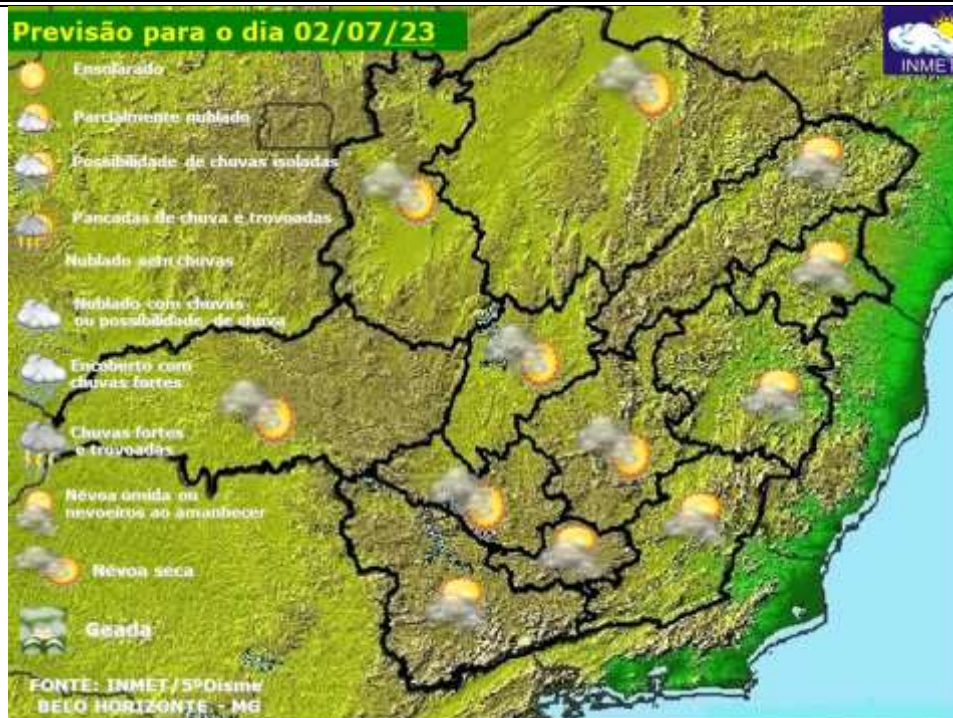 Previsão para o dia 02/07/23
INMET
Ensolarado
Parcialmente nublado
Possibilidade de chuvas isoladas
Pancadas de chuva e trovoadas
Nublado sem chuvas
Nublado com chuvas
ou possibilidade de chuva
Encoberto com
chuvas fortes
Chuvas fortes
e trovoadas
Névoa úmida ou
nevoeiros ao amanhecer
Névoa seca
Geada
FONTE: INMET/5ºDisme
BELO HORIZONTE - MG